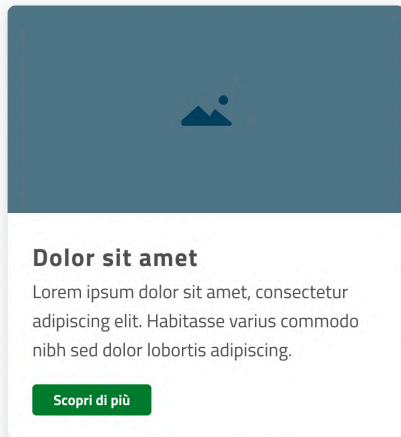 Dolor sit amet
Lorem ipsum dolor sit amet, consectetur
adipiscing elit. Habitasse varius commodo
nibh sed dolor lobortis adipiscing.
Scopri di più